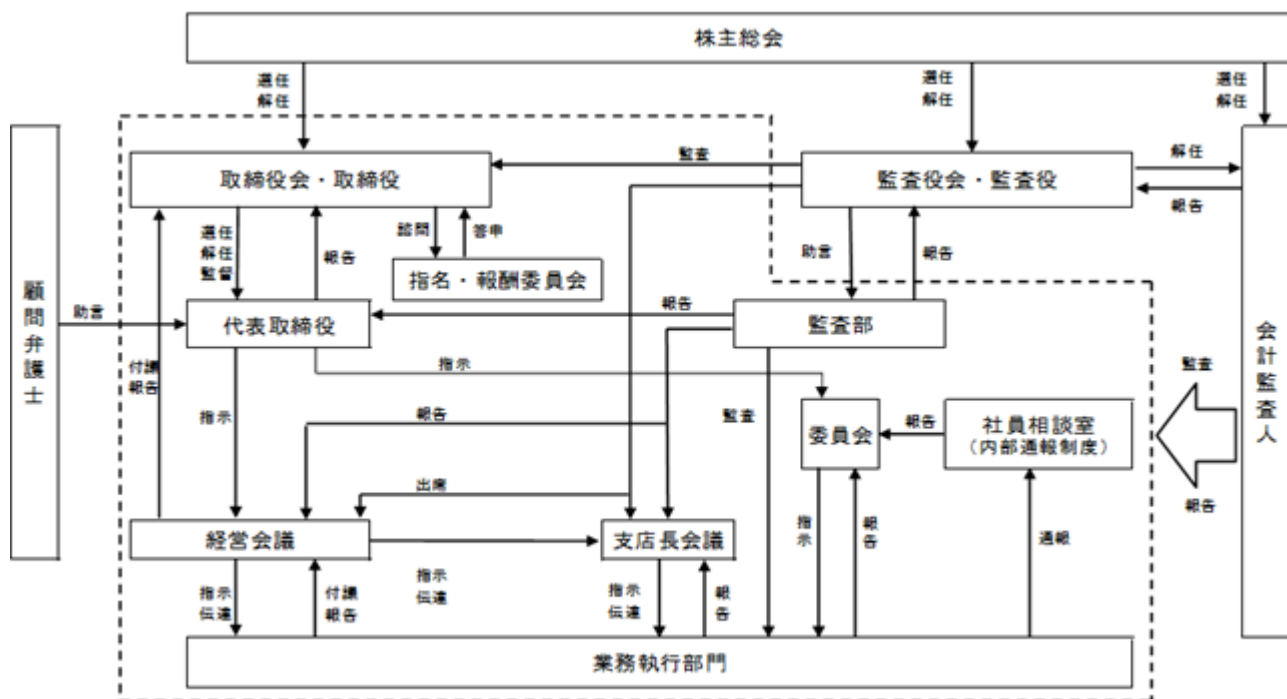 株主総会
選任
解任
選任
解任
選任
解任
取締役会・取締役
監査
監査役会・監査役
解任
報告
選任
解任
監督
報告
諮問
答申
助言
報告
指名・報酬委員会
顧問弁護士
助言
代表取締役
報告
監査部
会計監査人
付議
報告
指示
指示
報告
監査
委員会
報告
社員相談室
(内部通報制度)
監査
報告
出席
経営会議
支店長会議
指示
報告
通報
指示
伝達
付議
報告
指示
伝達
指示
伝達
報告
業務執行部門